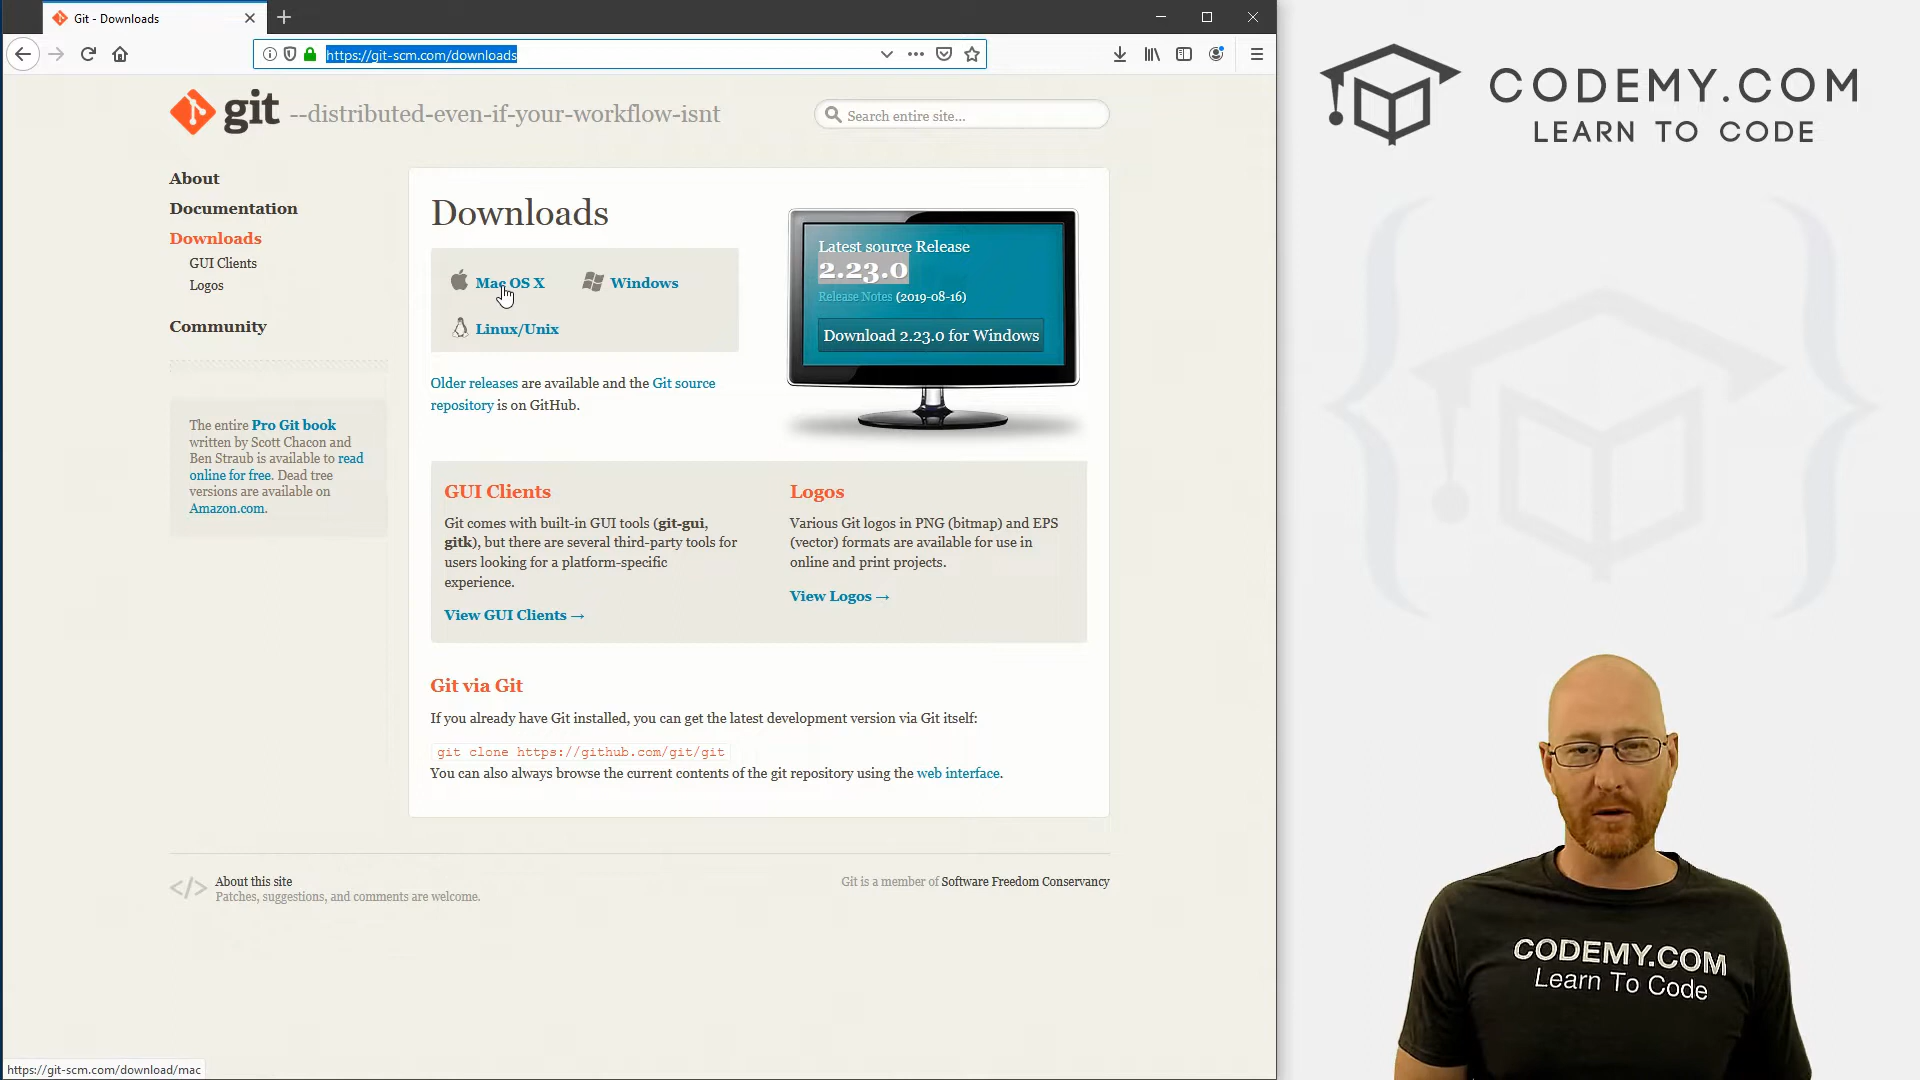 Git - Downloads
https://git-scm.com/downloads
git --distributed-even-if-your-workflow-isnt
Search entire site...
About
Documentation
Downloads
GUI Clients
Logos
Community
The entire Pro Git book
written by Scott Chacon and
Ben Straub is available to read
online for free. Dead tree
versions are available on
Amazon.com.
Downloads
Mac OS X
Windows
Linux/Unix
Older releases are available and the Git source
repository is on GitHub.
Latest source Release
2.23.0
Release Notes (2019-08-16)
Download 2.23.0 for Windows
GUI Clients
Git comes with built-in GUI tools (git-gui,
gitk), but there are several third-party tools for
users looking for a platform-specific
experience.
View GUI Clients →
Logos
Various Git logos in PNG (bitmap) and EPS
(vector) formats are available for use in
online and print projects.
View Logos →
Git via Git
If you already have Git installed, you can get the latest development version via Git itself:
git clone https://github.com/git/git
You can also always browse the current contents of the git repository using the web interface.
</> About this site
Patches, suggestions, and comments are welcome.
Git is a member of Software Freedom Conservancy
https://git-scm.com/download/mac
CODEMY.COM
LEARN TO CODE
CODEMY.COM
Learn To Code